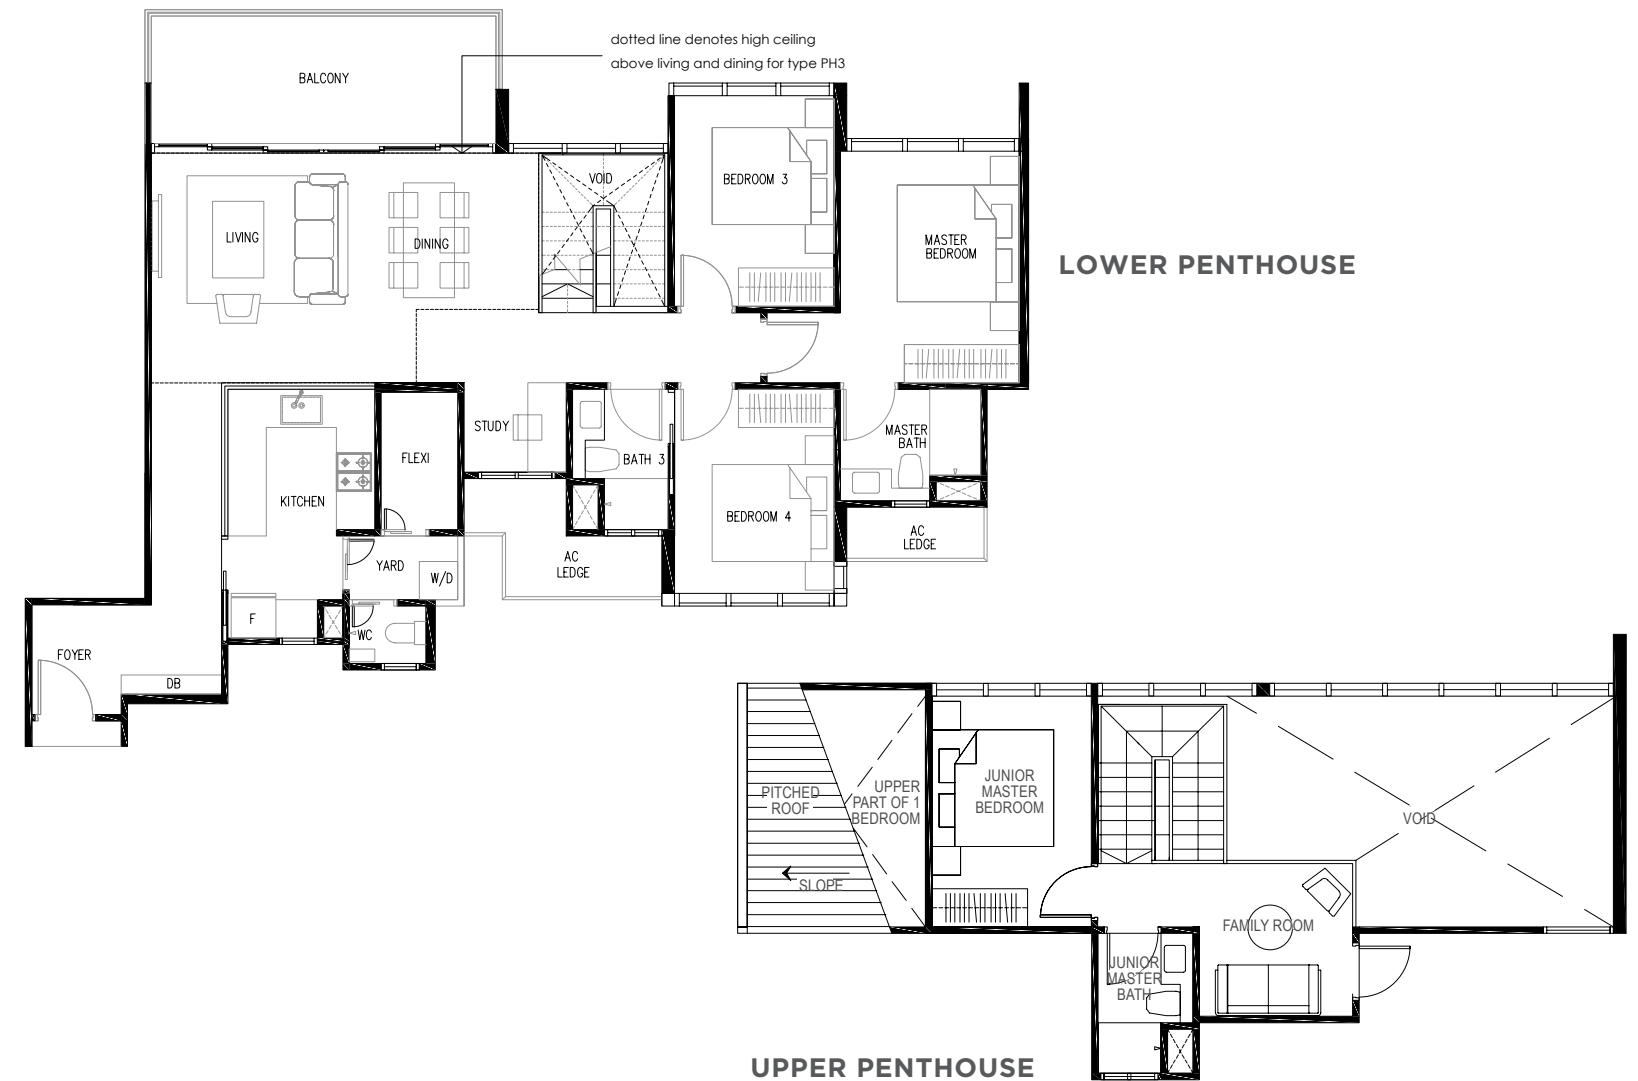 dotted line denotes high ceiling
above living and dining for type PH3
BALCONY
VOID
BEDROOM 3
LIVING
DINING
MASTER
BEDROOM
LOWER PENTHOUSE
STUDY
FLEXI
BATH 3
MASTER
BATH
KITCHEN
BEDROOM 4
AC
LEDGE
AC
LEDGE
YARD
W/D
F
WC
FOYER
DB
PITCHED
ROOF
UPPER
PART OF 1
BEDROOM
JUNIOR
MASTER
BEDROOM
VOID
SLOPE
FAMILY ROOM
JUNIOR
MASTER
BATH
UPPER PENTHOUSE